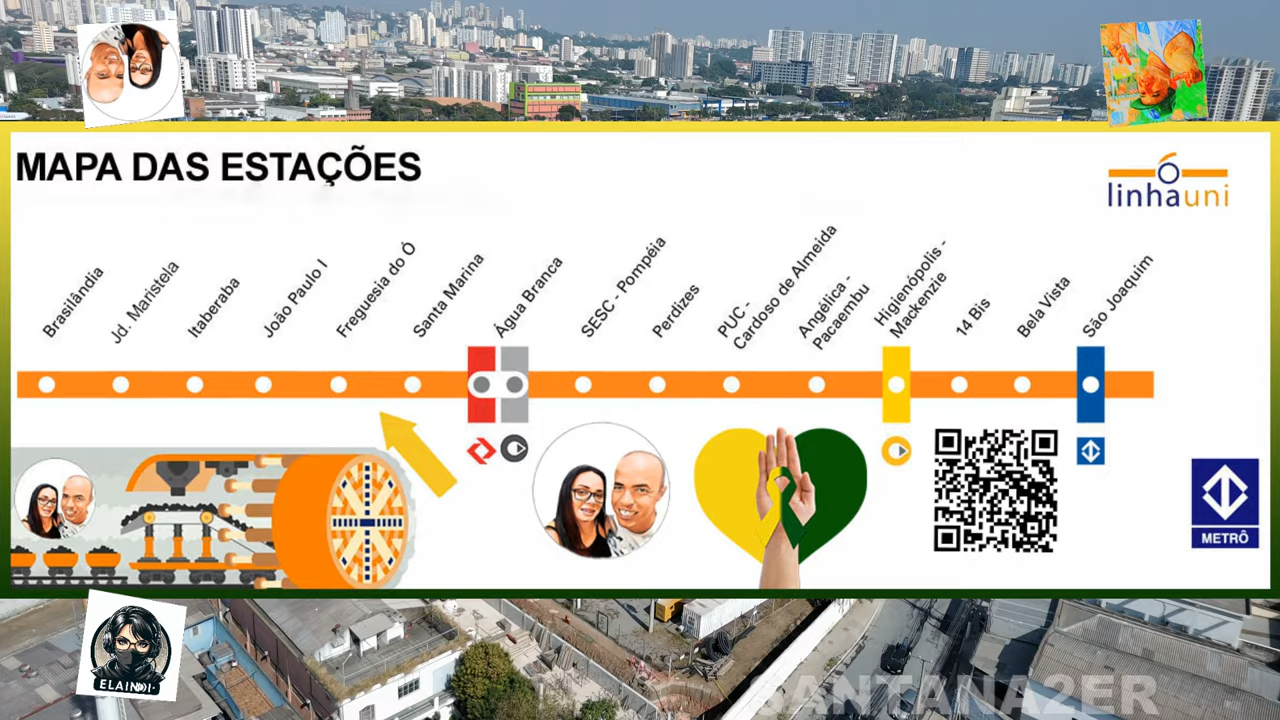 MAPA DAS ESTAÇÕES
linhauni
Brasilândia
Jd. Maristela
Itaberaba
João Paulo I
Freguesia do Ó
Santa Marina
Água Branca
SESC - Pompéia
Perdizes
PUC -
Cardoso de Almeida
Angélica -
Pacaembu
Higienópolis -
Mackenzie
14 Bis
Bela Vista
São Joaquim
METRÔ
SANTANA2ER